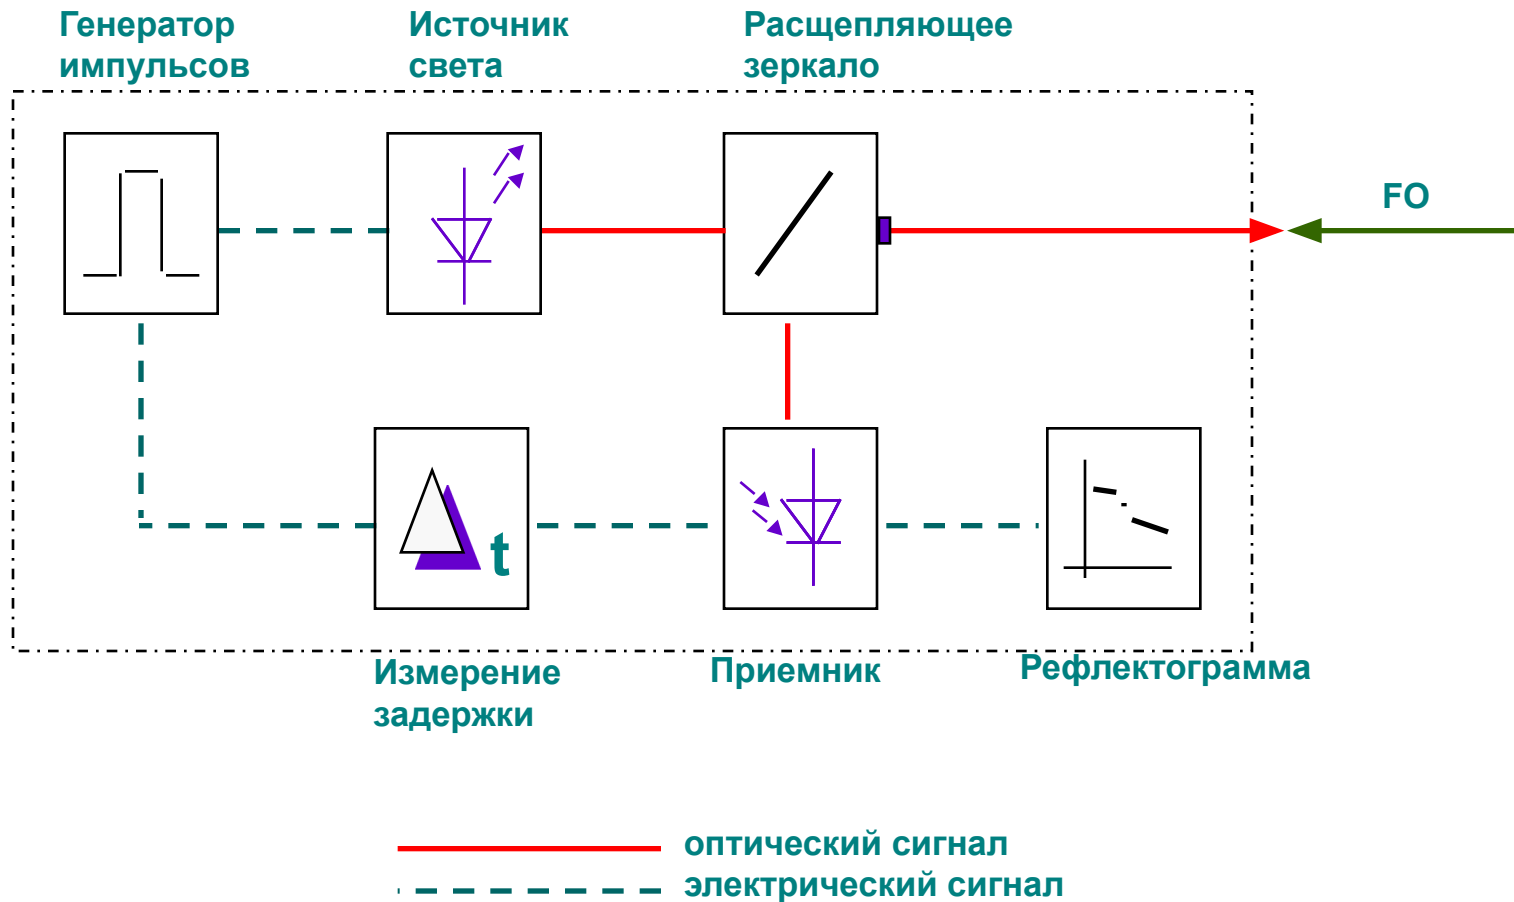 Генератор
импульсов
Источник
света
Расщепляющее
зеркало
FO
t
Измерение
задержки
Приемник
Рефлектограмма
оптический сигнал
электрический сигнал